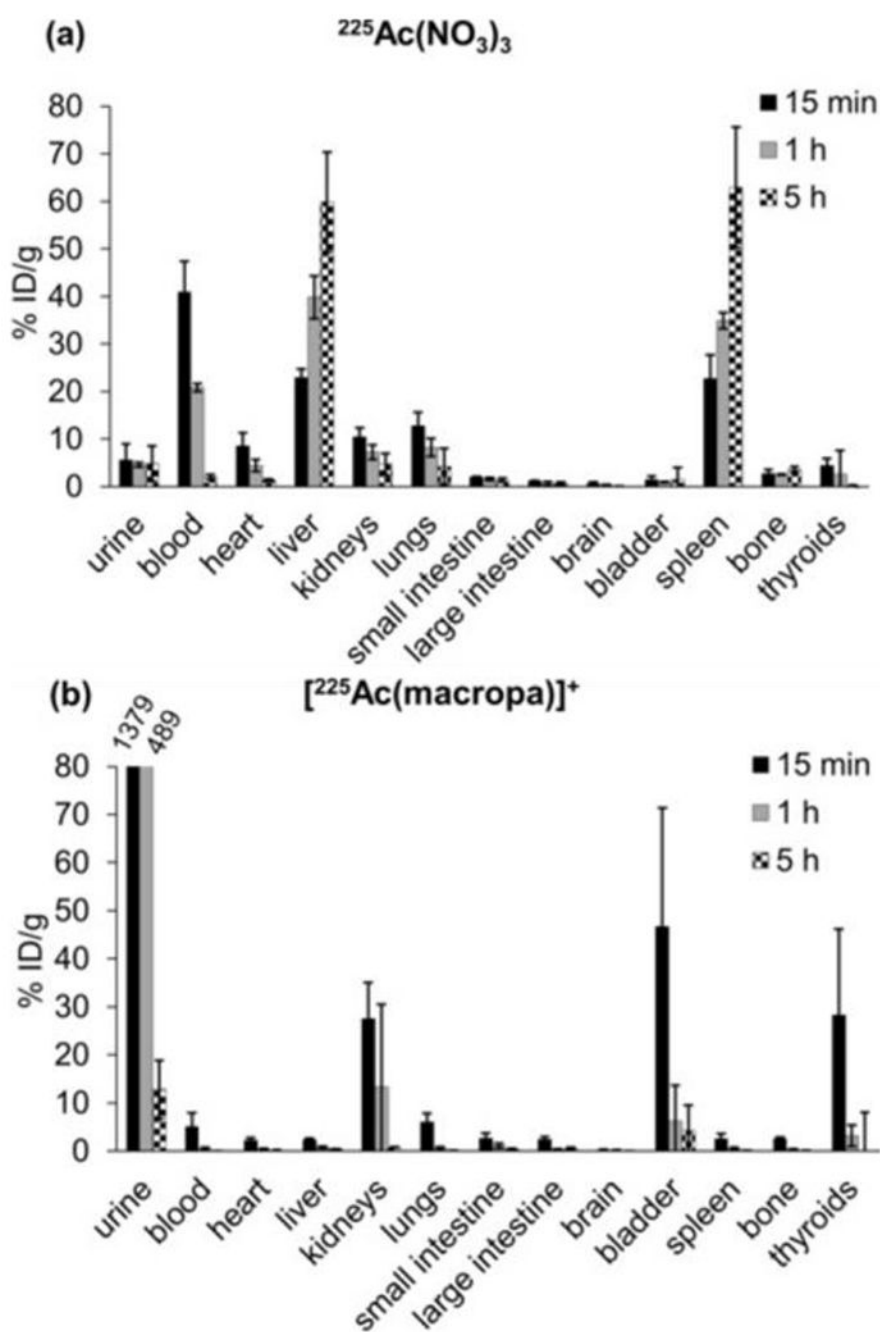 (a) ²²⁵Ac(NO₃)₃
80
70
60
50
40
30
20
10
0
% ID/g
15 min
1 h
5 h
urine
blood
heart
liver
kidneys
lungs
small intestine
large intestine
brain
bladder
spleen
bone
thyroids
(b) [²²⁵Ac(macropa)]⁺
1379
489
80
70
60
50
40
30
20
10
0
% ID/g
15 min
1 h
5 h
urine
blood
heart
liver
kidneys
lungs
small intestine
large intestine
brain
bladder
spleen
bone
thyroids